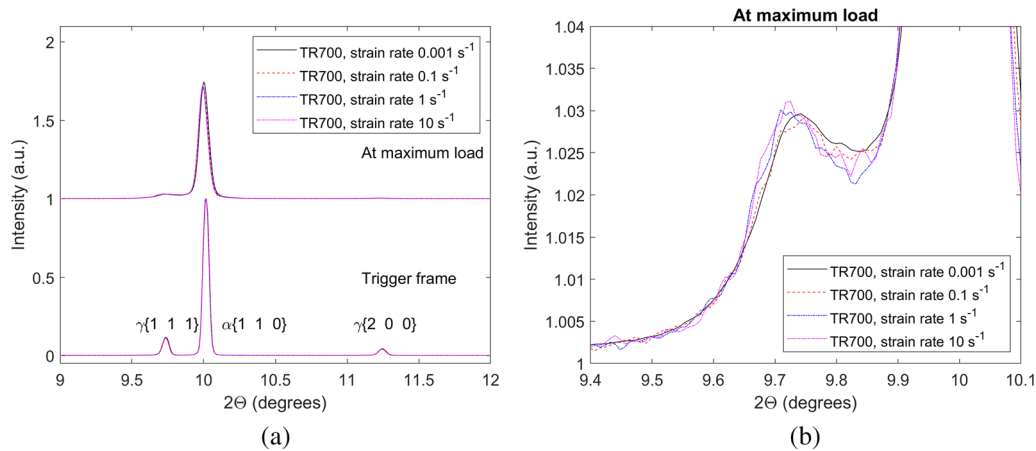 At maximum load
2
1.5
1
0.5
0
Intensity (a.u.)
TR700, strain rate 0.001 s⁻¹
TR700, strain rate 0.1 s⁻¹
TR700, strain rate 1 s⁻¹
TR700, strain rate 10 s⁻¹
At maximum load
Trigger frame
γ{1 1 1}
α{1 1 0}
γ{2 0 0}
9 9.5 10 10.5 11 11.5 12
2Θ (degrees)
(a)
1.04
1.035
1.03
1.025
1.02
1.015
1.01
1.005
1
Intensity (a.u.)
TR700, strain rate 0.001 s⁻¹
TR700, strain rate 0.1 s⁻¹
TR700, strain rate 1 s⁻¹
TR700, strain rate 10 s⁻¹
9.4 9.5 9.6 9.7 9.8 9.9 10 10.1
2Θ (degrees)
(b)